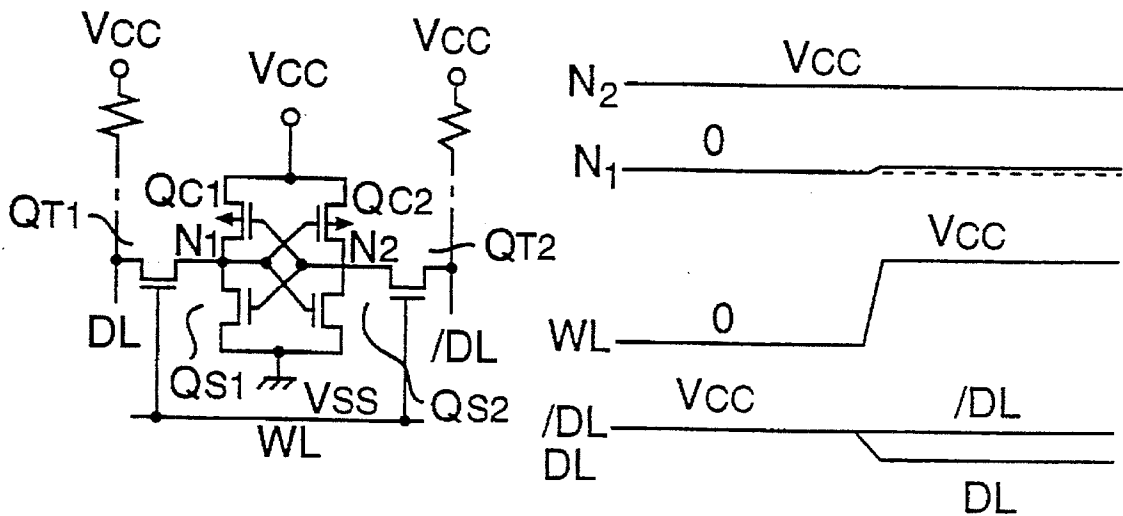 VCC
VCC
VCC
QC1
QC2
QT1
N1
N2
QT2
DL
/DL
QS1
VSS
QS2
WL
N2
VCC
N1
0
VCC
WL
0
VCC
/DL
/DL
DL
DL